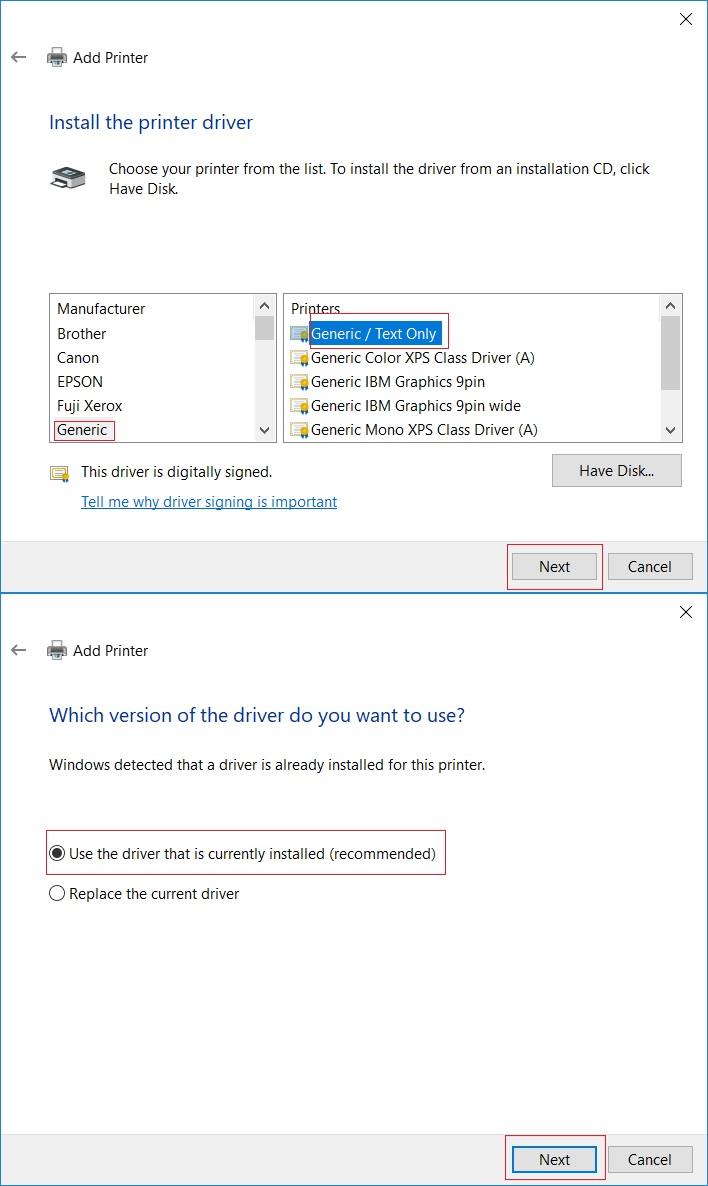 Add Printer
Install the printer driver
Choose your printer from the list. To install the driver from an installation CD, click
Have Disk.
Manufacturer
Brother
Canon
EPSON
Fuji Xerox
Generic
Printers
Generic / Text Only
Generic Color XPS Class Driver (A)
Generic IBM Graphics 9pin
Generic IBM Graphics 9pin wide
Generic Mono XPS Class Driver (A)
This driver is digitally signed.
Have Disk...
Tell me why driver signing is important
Next
Cancel
Add Printer
Which version of the driver do you want to use?
Windows detected that a driver is already installed for this printer.
Use the driver that is currently installed (recommended)
Replace the current driver
Next
Cancel